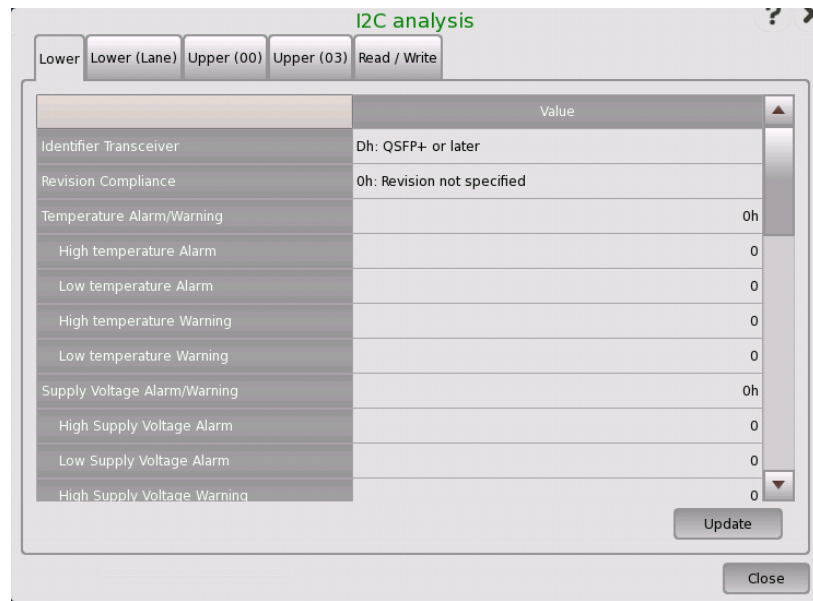 I2C analysis
?
Lower Lower (Lane) Upper (00) Upper (03) Read / Write
Value
Identifier Transceiver Dh: QSFP+ or later
Revision Compliance 0h: Revision not specified
Temperature Alarm/Warning 0h
High temperature Alarm 0
Low temperature Alarm 0
High temperature Warning 0
Low temperature Warning 0
Supply Voltage Alarm/Warning 0h
High Supply Voltage Alarm 0
Low Supply Voltage Alarm 0
High Supply Voltage Warning 0
Update
Close